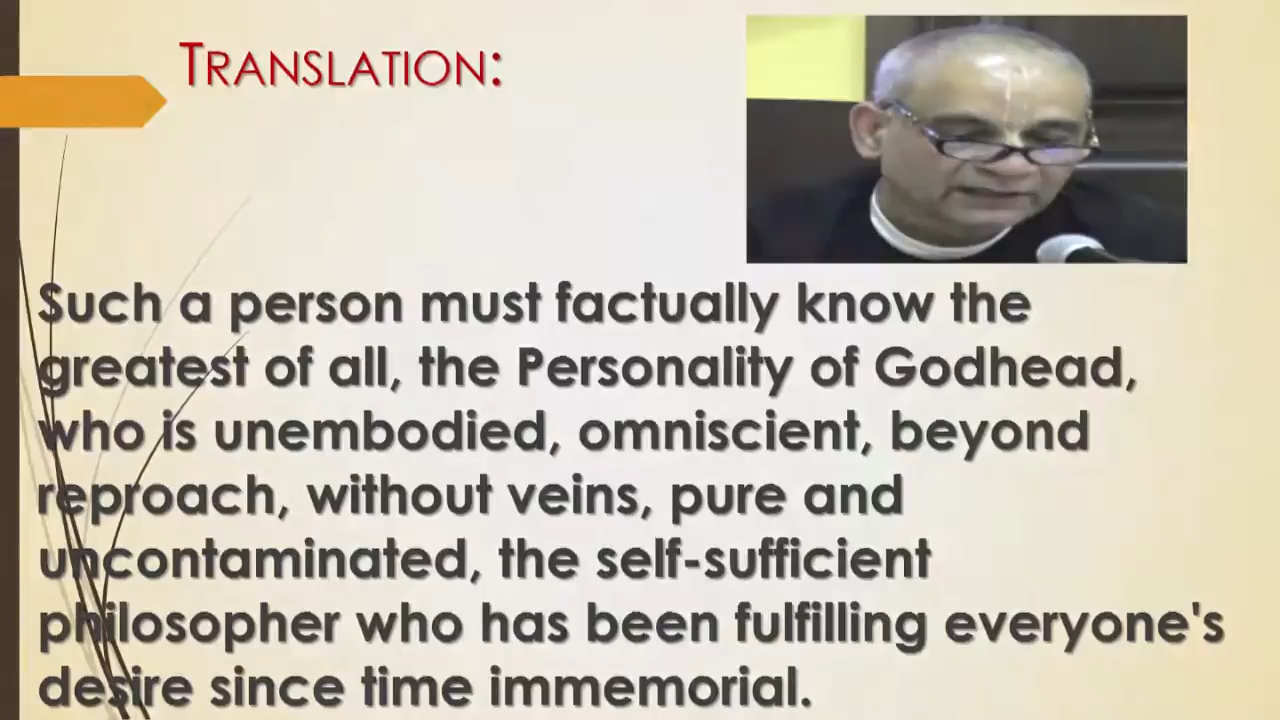 TRANSLATION:
Such a person must factually know the
greatest of all, the Personality of Godhead,
who is unembodied, omniscient, beyond
reproach, without veins, pure and
uncontaminated, the self-sufficient
philosopher who has been fulfilling everyone's
desire since time immemorial.